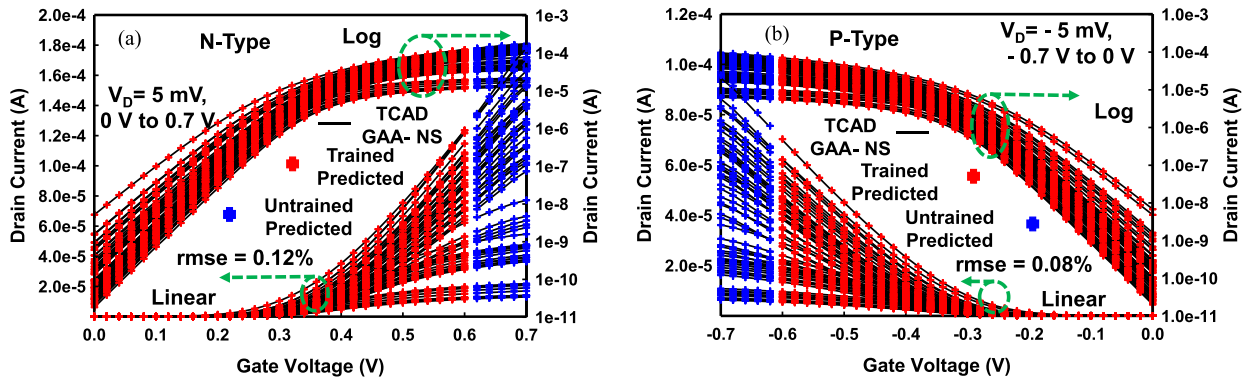 (a)
N-Type
Log
V_D= 5 mV,
0 V to 0.7 V
TCAD
GAA- NS
Trained
Predicted
Untrained
Predicted
rmse = 0.12%
Linear
Drain Current (A)
2.0e-4
1.8e-4
1.6e-4
1.4e-4
1.2e-4
1.0e-4
8.0e-5
6.0e-5
4.0e-5
2.0e-5
1e-3
1e-4
1e-5
1e-6
1e-7
1e-8
1e-9
1e-10
1e-11
Drain Current (A)
0.0 0.1 0.2 0.3 0.4 0.5 0.6 0.7
Gate Voltage (V)
(b)
P-Type
V_D= - 5 mV,
- 0.7 V to 0 V
Log
TCAD
GAA- NS
Trained
Predicted
Untrained
Predicted
rmse = 0.08%
Linear
Drain Current (A)
1.2e-4
1.0e-4
8.0e-5
6.0e-5
4.0e-5
2.0e-5
1.0e-3
1.0e-4
1.0e-5
1.0e-6
1.0e-7
1.0e-8
1.0e-9
1.0e-10
1.0e-11
Drain Current (A)
-0.7 -0.6 -0.5 -0.4 -0.3 -0.2 -0.1 0.0
Gate Voltage (V)